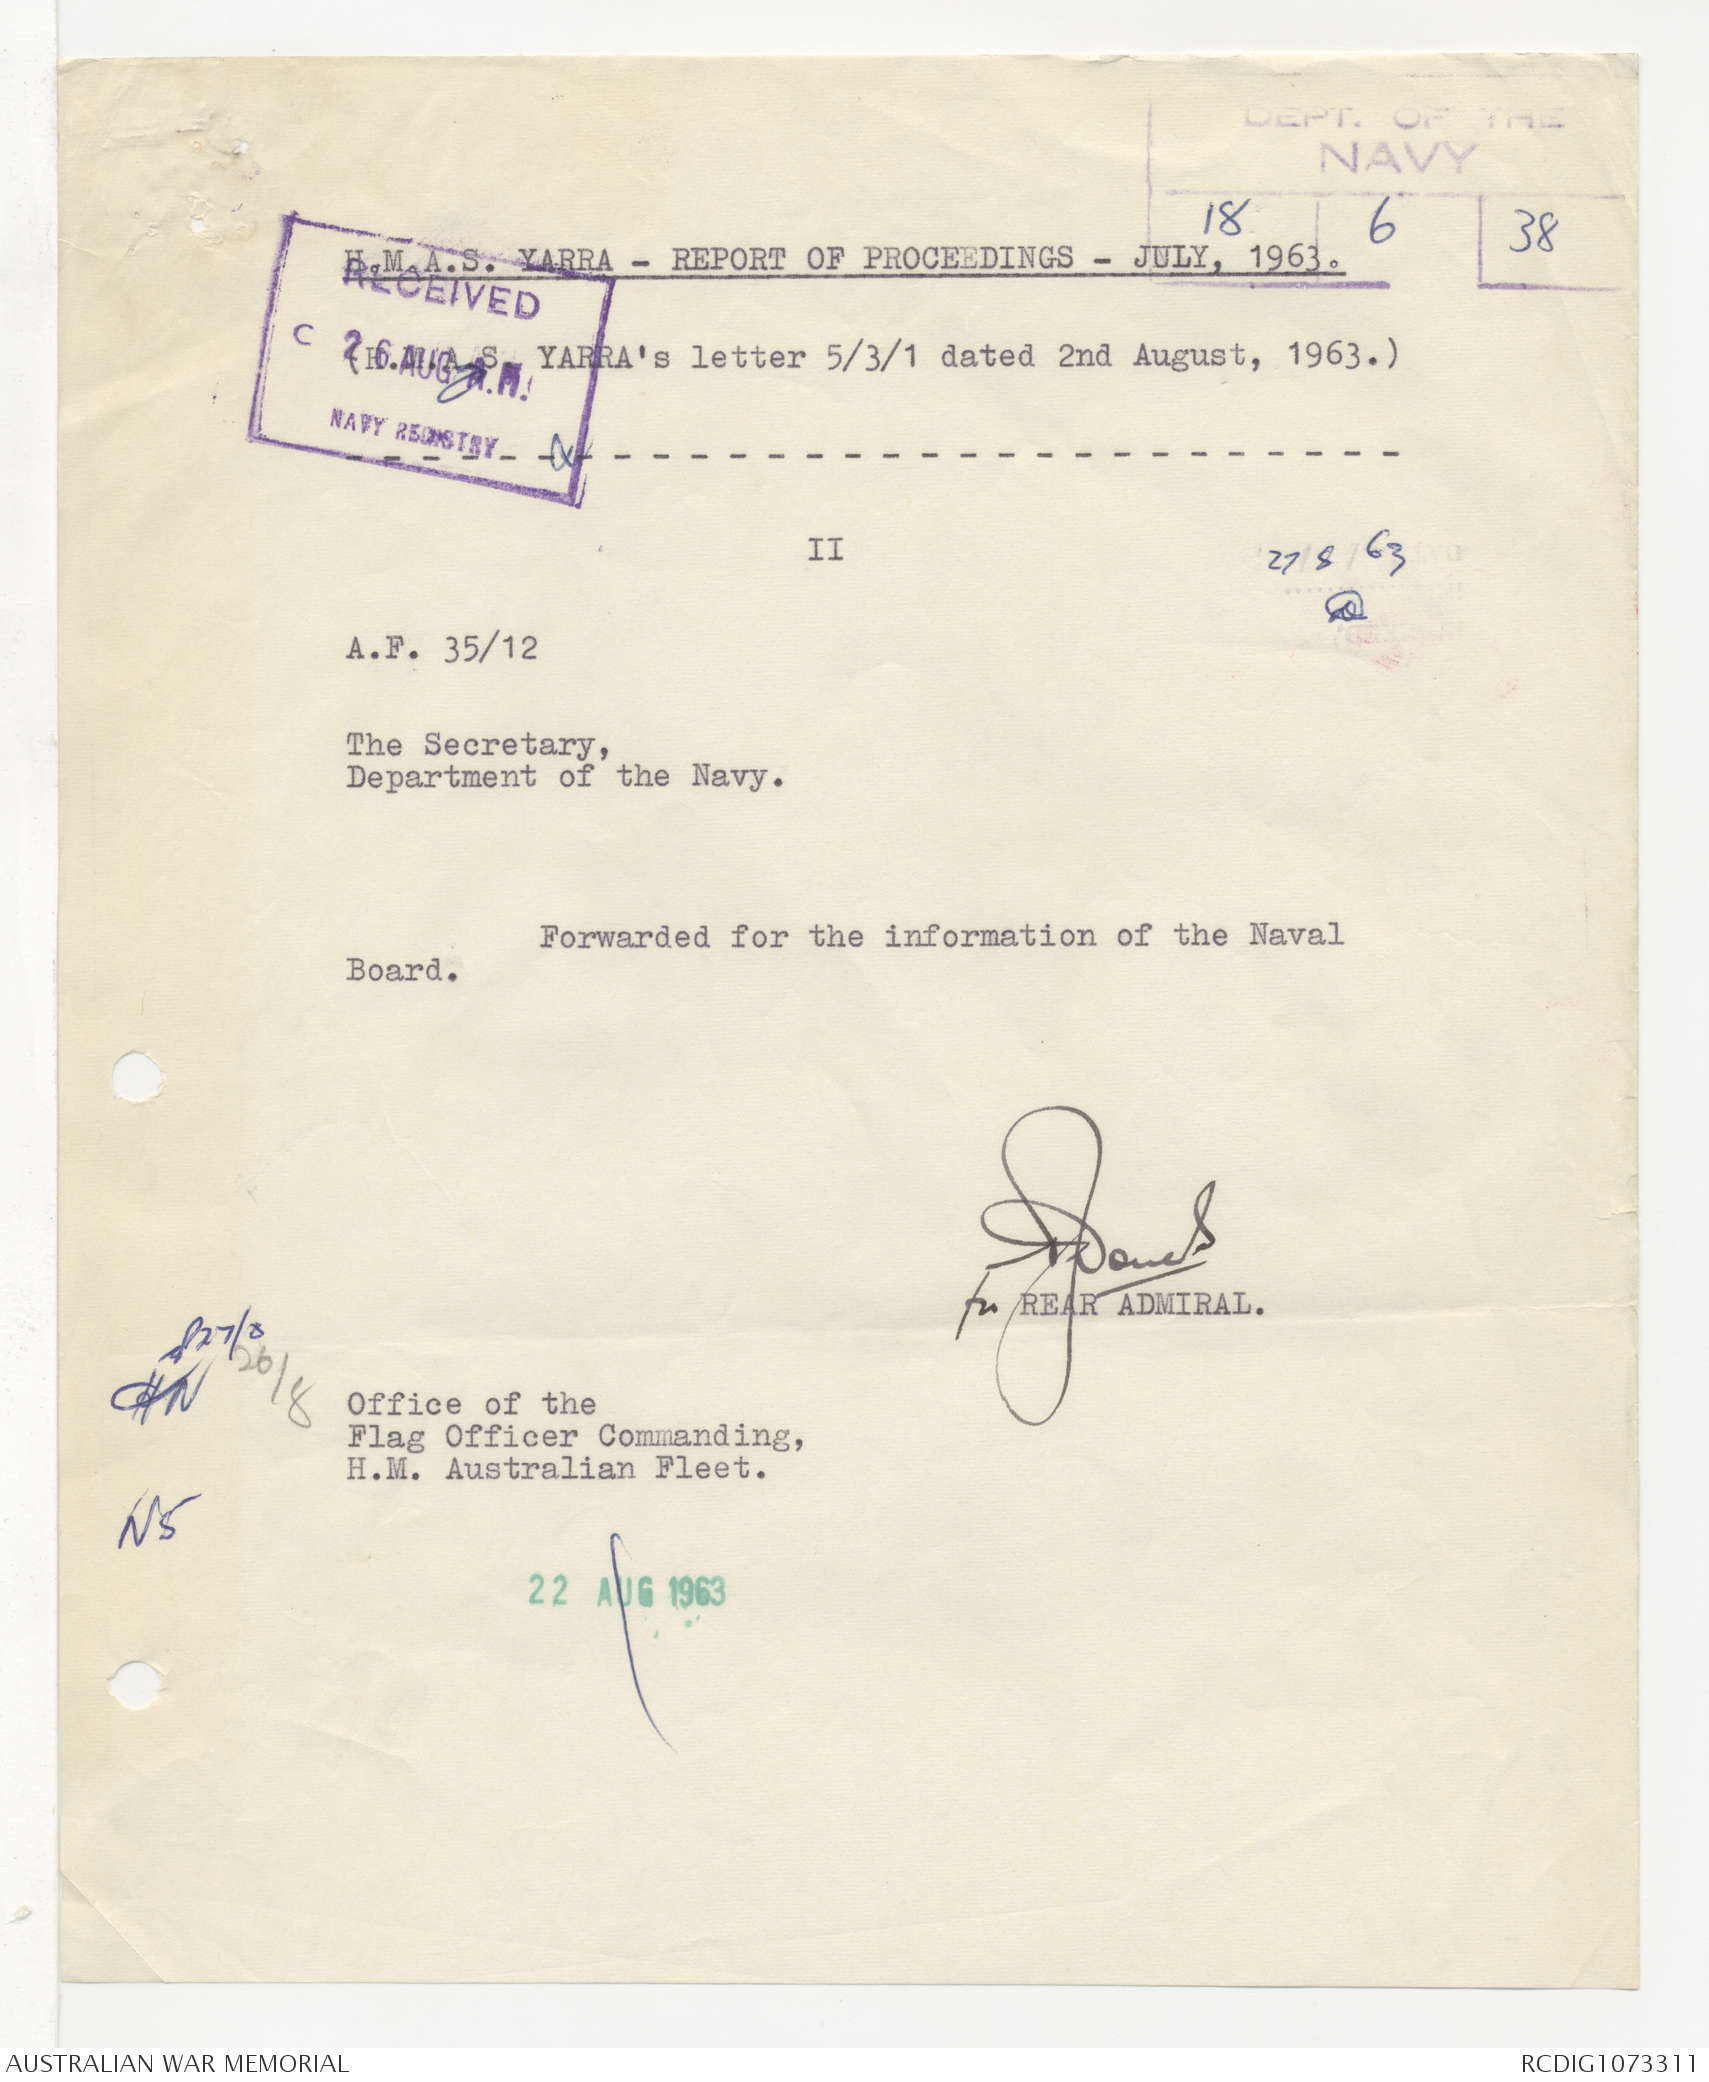 DEPT. OF THE
NAVY
18 6 38
H.M.A.S. YARRA - REPORT OF PROCEEDINGS - JULY, 1963.
RECEIVED
C 26 AUG A.M.
NAVY REGISTRY
(H.M.A.S. YARRA's letter 5/3/1 dated 2nd August, 1963.)
II
27/8/63
A.F. 35/12
The Secretary,
Department of the Navy.
Forwarded for the information of the Naval
Board.
for REAR ADMIRAL.
27/8
26/8
Office of the
Flag Officer Commanding,
H.M. Australian Fleet.
N5
22 AUG 1963
AUSTRALIAN WAR MEMORIAL
RCDIG1073311